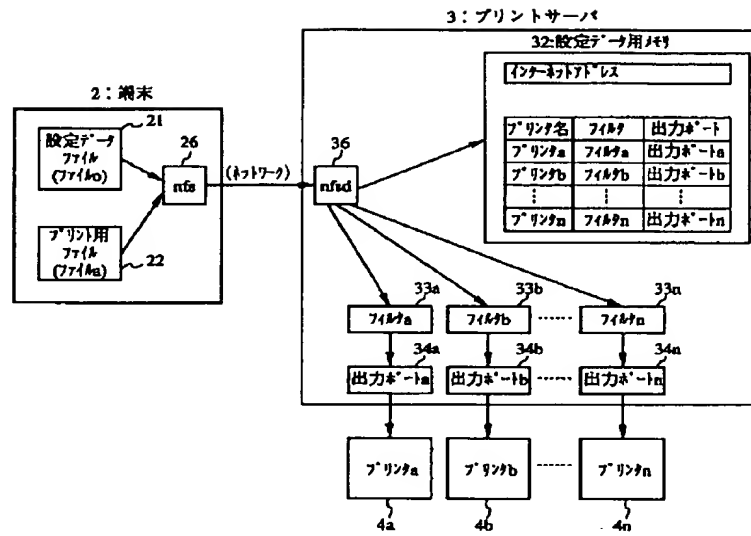 3：プリントサーバ
32:設定データ用メモリ
インターネットアドレス
プリンタ名 フィルタ 出力ポート
プリンタa フィルタa 出力ポートa
プリンタb フィルタb 出力ポートb
プリンタn フィルタn 出力ポートn
2：端末
21
設定データ
ファイル
(ファイルo)
26
nfs
(ネットワーク)
36
nfsd
プリント用
ファイル
(ファイルa)
22
33a
33b
33n
フィルタa
フィルタb
フィルタn
34a
34b
34n
出力ポートa
出力ポートb
出力ポートn
プリンタa
プリンタb
プリンタn
4a
4b
4n